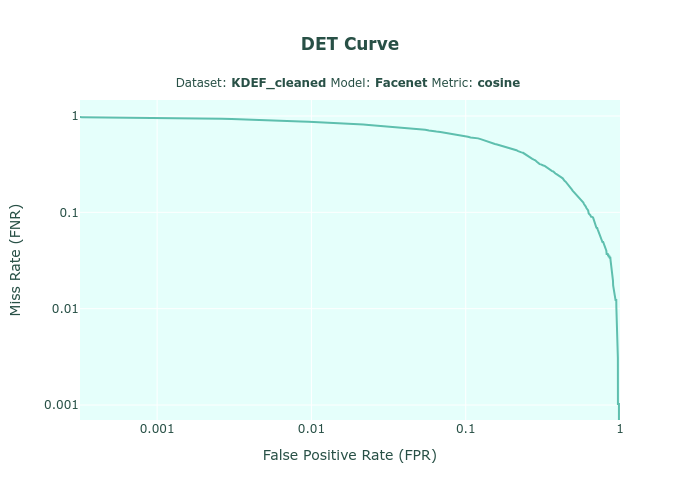 DET Curve
Dataset: KDEF_cleaned Model: Facenet Metric: cosine
1
0.1
0.01
0.001
Miss Rate (FNR)
0.001 0.01 0.1 1
False Positive Rate (FPR)